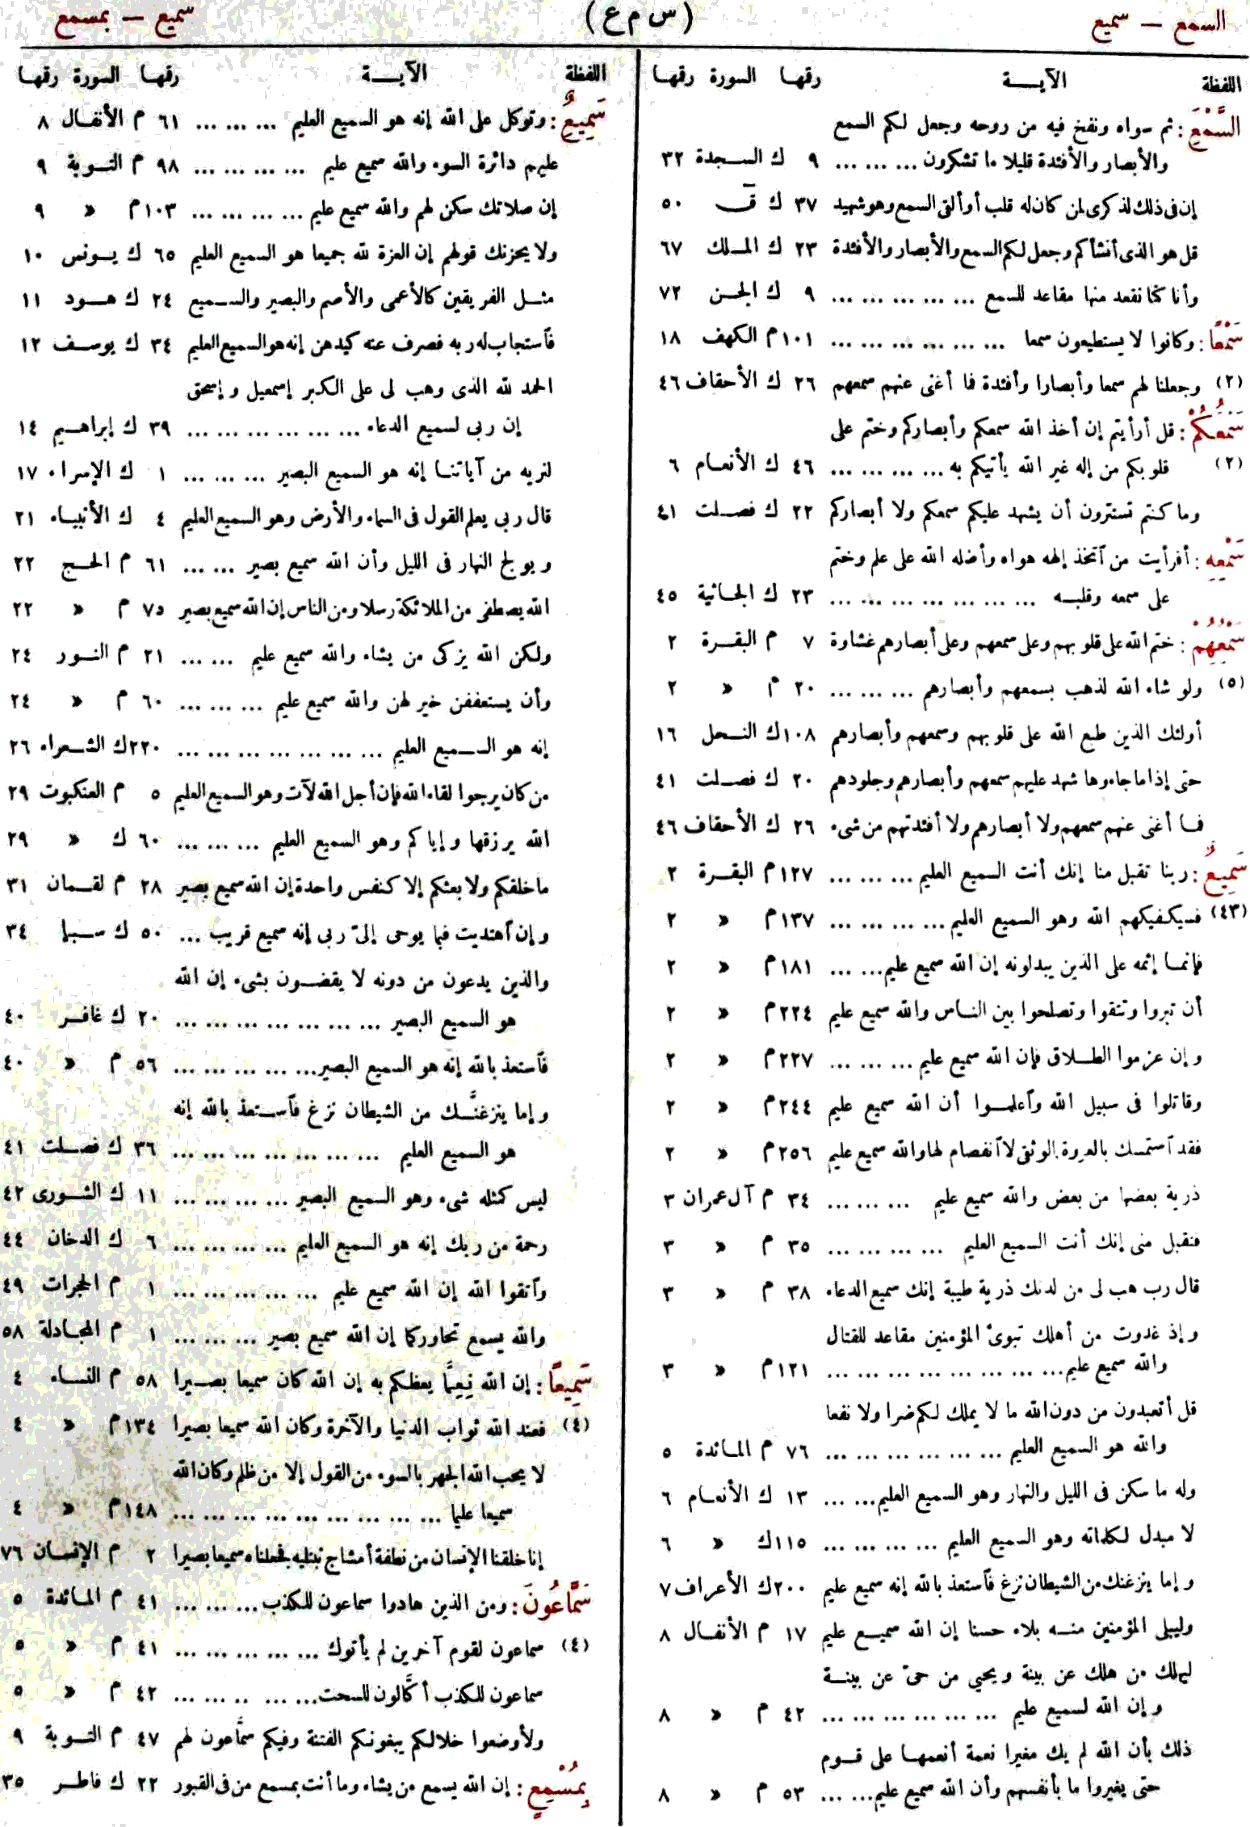 السمع — سميع
(س م ع)
سميع — بمسمع
اللفظة الآيــة رقمها السورة رقمها
السَّمْعَ: ثم سواه ونفخ فيه من روحه وجعل لكم السمع
والأبصار والأفئدة قليلا ما تشكرون ... ... ... ٩ ك السجدة ٣٢
إن فى ذلك لذكرى لمن كان له قلب أو ألقى السمع وهو شهيد ٣٧ ك قۤ ٥٠
قل هو الذى أنشأكم وجعل لكم السمع والأبصار والأفئدة ٢٣ ك الملك ٦٧
وأنا كنا نقعد منها مقاعد للسمع ... ... ... ... ... ٩ ك الجن ٧٢
سَمْعًا: وكانوا لا يستطيعون سمعا ... ... ... ... ... ١٠١م الكهف ١٨
(٢) وجعلنا لهم سمعا وأبصارا وأفئدة فما أغنى عنهم سمعهم ٢٦ ك الأحقاف ٤٦
سَمْعَكُمْ: قل أرأيتم إن أخذ الله سمعكم وأبصاركم وختم على
(٢) قلوبكم من إله غير الله يأتيكم به ... ... ... ... ٤٦ ك الأنعام ٦
وما كنتم تستترون أن يشهد عليكم سمعكم ولا أبصاركم ٢٢ ك فصلت ٤١
سَمْعِهِ: أفرأيت من ٱتخذ إلهه هواه وأضله الله على علم وختم
على سمعه وقلبه ... ... ... ... ... ... ... ٢٣ ك الجاثية ٤٥
سَمْعِهِمْ: ختم الله على قلوبهم وعلى سمعهم وعلى أبصارهم غشاوة ٧ م البقرة ٢
(٥) ولو شاء الله لذهب بسمعهم وأبصارهم ... ... ... ٢٠ م » ٢
أولئك الذين طبع الله على قلوبهم وسمعهم وأبصارهم ١٠٨ك النحل ١٦
حتى إذا ما جاءوها شهد عليهم سمعهم وأبصارهم وجلودهم ٢٠ ك فصلت ٤١
فما أغنى عنهم سمعهم ولا أبصارهم ولا أفئدتهم من شىء ٢٦ ك الأحقاف ٤٦
سَمِيعٌ: ربنا تقبل منا إنك أنت السميع العليم ... ... ... ١٢٧م البقرة ٢
(٤٣) فسيكفيكهم الله وهو السميع العليم ... ... ... ... ١٣٧م » ٢
فإنما إثمه على الذين يبدلونه إن الله سميع عليم... ... ١٨١م » ٢
أن تبروا وتتقوا وتصلحوا بين الناس والله سميع عليم ٢٢٤م » ٢
وإن عزموا الطلاق فإن الله سميع عليم ... ... ... ٢٢٧م » ٢
وقاتلوا فى سبيل الله وٱعلموا أن الله سميع عليم ٢٤٤م » ٢
فقد ٱستمسك بالعروة الوثقى لا ٱنفصام لها والله سميع عليم ٢٥٦م » ٢
ذرية بعضها من بعض والله سميع عليم ... ... ... ٣٤ م آل عمران ٣
فتقبل منى إنك أنت السميع العليم ... ... ... ... ٣٥ م » ٣
قال رب هب لى من لدنك ذرية طيبة إنك سميع الدعاء ٣٨ م » ٣
وإذ غدوت من أهلك تبوئ المؤمنين مقاعد للقتال
والله سميع عليم... ... ... ... ... ... ... ... ١٢١م » ٣
قل أتعبدون من دون الله ما لا يملك لكم ضرا ولا نفعا
والله هو السميع العليم ... ... ... ... ... ... ٧٦ م المائدة ٥
وله ما سكن فى الليل والنهار وهو السميع العليم... ... ١٣ ك الأنعام ٦
لا مبدل لكلماته وهو السميع العليم ... ... ... ... ١١٥ك » ٦
وإما ينزغنك من الشيطان نزغ فٱستعذ بالله إنه سميع عليم ٢٠٠ك الأعراف ٧
وليبلى المؤمنين منه بلاء حسنا إن الله سميع عليم ١٧ م الأنفال ٨
ليهلك من هلك عن بينة ويحيى من حىّ عن بينة
وإن الله لسميع عليم ... ... ... ... ... ... ٤٢ م » ٨
ذلك بأن الله لم يك مغيرا نعمة أنعمها على قوم
حتى يغيروا ما بأنفسهم وأن الله سميع عليم... ... ٥٣ م » ٨
اللفظة الآيــة رقمها السورة رقمها
سَمِيعٌ: وتوكل على الله إنه هو السميع العليم ... ... ... ٦١ م الأنفال ٨
عليهم دائرة السوء والله سميع عليم ... ... ... ... ٩٨ م التوبة ٩
إن صلاتك سكن لهم والله سميع عليم ... ... ... ... ١٠٣م » ٩
ولا يحزنك قولهم إن العزة لله جميعا هو السميع العليم ٦٥ ك يونس ١٠
مثل الفريقين كالأعمى والأصم والبصير والسميع ٢٤ ك هود ١١
فٱستجاب له ربه فصرف عنه كيدهن إنه هو السميع العليم ٣٤ ك يوسف ١٢
الحمد لله الذى وهب لى على الكبر إسمعيل وإسحق
إن ربى لسميع الدعاء ... ... ... ... ... ... ... ٣٩ ك إبراهيم ١٤
لنريه من آياتنا إنه هو السميع البصير ... ... ... ١ ك الإسراء ١٧
قال ربى يعلم القول فى السماء والأرض وهو السميع العليم ٤ ك الأنبياء ٢١
ويولج النهار فى الليل وأن الله سميع بصير ... ... ٦١ م الحج ٢٢
الله يصطفى من الملائكة رسلا ومن الناس إن الله سميع بصير ٧٥ م » ٢٢
ولكن الله يزكى من يشاء والله سميع عليم ... ... ٢١ م النور ٢٤
وأن يستعففن خير لهن والله سميع عليم ... ... ... ٦٠ م » ٢٤
إنه هو السميع العليم ... ... ... ... ... ... ... ٢٢٠ك الشعراء ٢٦
من كان يرجوا لقاء الله فإن أجل الله لآت وهو السميع العليم ٥ م العنكبوت ٢٩
الله يرزقها وإياكم وهو السميع العليم ... ... ... ٦٠ ك » ٢٩
ما خلقكم ولا بعثكم إلا كنفس واحدة إن الله سميع بصير ٢٨ م لقمان ٣١
وإن ٱهتديت فبما يوحى إلىّ ربى إنه سميع قريب ... ٥٠ ك سبإ ٣٤
والذين يدعون من دونه لا يقضون بشىء إن الله
هو السميع البصير ... ... ... ... ... ... ... ٢٠ ك غافر ٤٠
فٱستعذ بالله إنه هو السميع البصير... ... ... ... ... ٥٦ م » ٤٠
وإما ينزغنَّك من الشيطان نزغ فٱستعذ بالله إنه
هو السميع العليم ... ... ... ... ... ... ... ٣٦ ك فصلت ٤١
ليس كمثله شىء وهو السميع البصير ... ... ... ... ١١ ك الشورى ٤٢
رحمة من ربك إنه هو السميع العليم ... ... ... ... ٦ ك الدخان ٤٤
وٱتقوا الله إن الله سميع عليم ... ... ... ... ... ١ م الحجرات ٤٩
والله يسمع تحاوركما إن الله سميع بصير ... ... ... ١ م المجادلة ٥٨
سَمِيعًا: إن الله نِعِمَّا يعظكم به إن الله كان سميعا بصيرا ٥٨ م النساء ٤
(٤) فعند الله ثواب الدنيا والآخرة وكان الله سميعا بصيرا ١٣٤م » ٤
لا يحب الله الجهر بالسوء من القول إلا من ظلم وكان الله
سميعا عليما ... ... ... ... ... ... ... ... ١٤٨م » ٤
إنا خلقنا الإنسان من نطفة أمشاج نبتليه فجعلناه سميعا بصيرا ٢ م الإنسان ٧٦
سَمَّاعُونَ: ومن الذين هادوا سماعون للكذب... ... ... ٤١ م المائدة ٥
(٤) سماعون لقوم آخرين لم يأتوك ... ... ... ... ... ٤١ م » ٥
سماعون للكذب أكَّالون للسحت... ... ... ... ... ٤٢ م » ٥
ولأوضعوا خلالكم يبغونكم الفتنة وفيكم سمَّاعون لهم ٤٧ م التوبة ٩
بِمُسْمِعٍ: إن الله يسمع من يشاء وما أنت بمسمع من فى القبور ٢٢ ك فاطر ٣٥